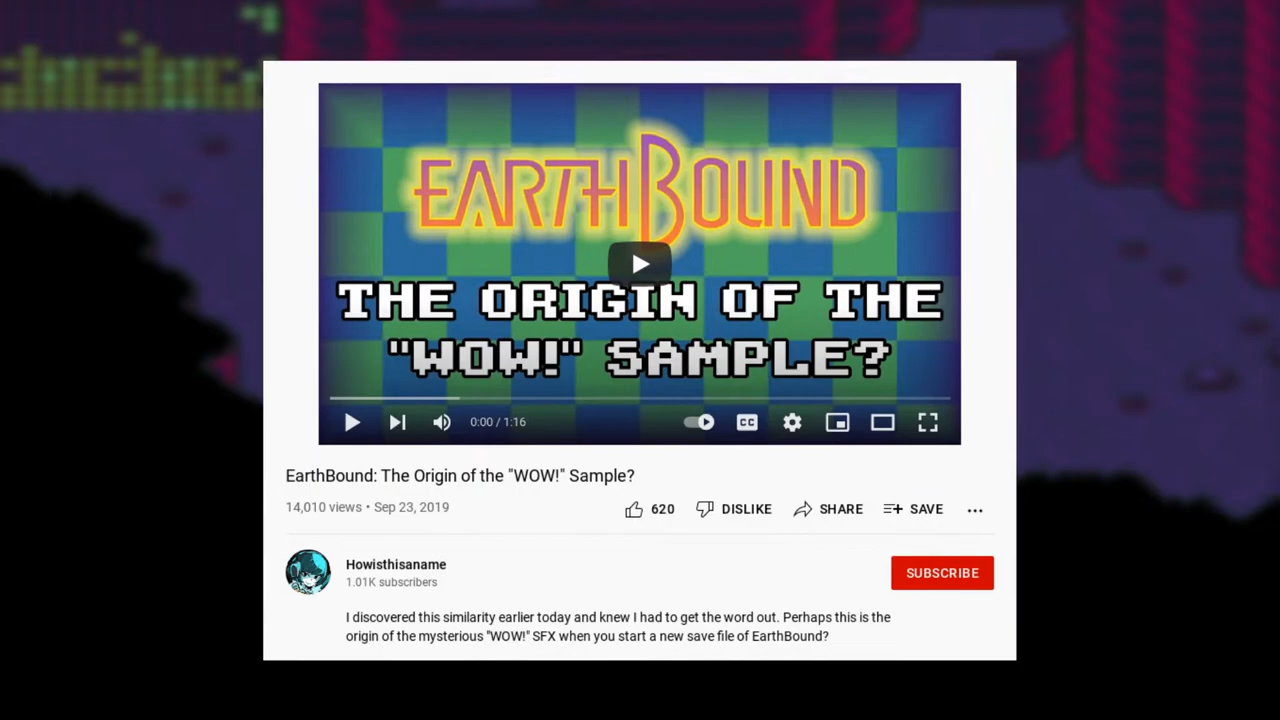 EARTHBOUND
THE ORIGIN OF THE
"WOW!" SAMPLE?
0:00 / 1:16
CC
EarthBound: The Origin of the "WOW!" Sample?
14,010 views • Sep 23, 2019
620 DISLIKE SHARE SAVE
Howisthisaname
1.01K subscribers
SUBSCRIBE
I discovered this similarity earlier today and knew I had to get the word out. Perhaps this is the
origin of the mysterious "WOW!" SFX when you start a new save file of EarthBound?